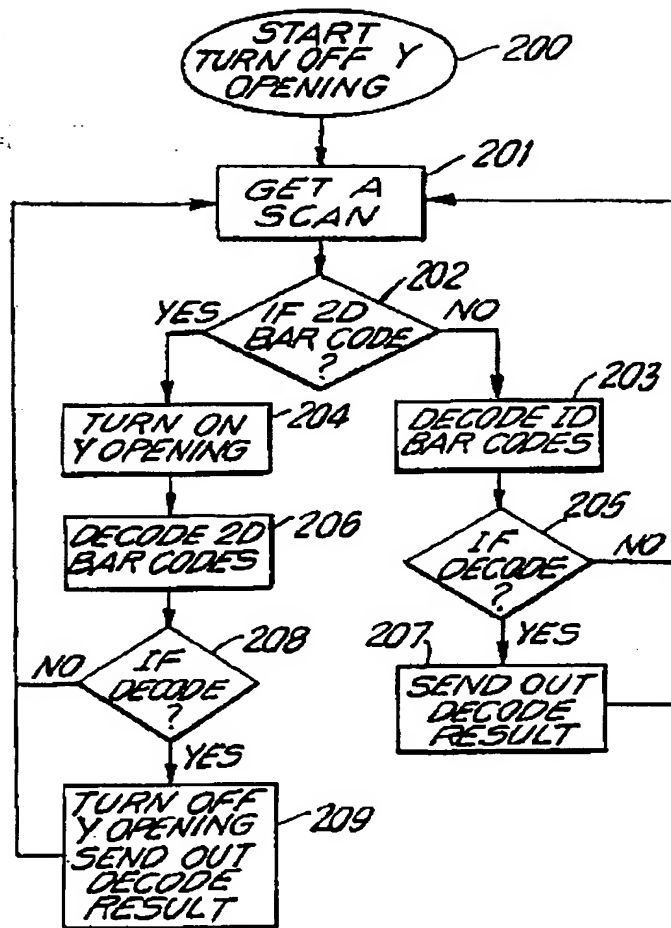 START
TURN OFF Y
OPENING
200
201
GET A
SCAN
202
YES
IF 2D
BAR CODE
?
NO
203
TURN ON
Y OPENING
204
DECODE 1D
BAR CODES
DECODE 2D
BAR CODES
206
205
IF
DECODE
?
NO
208
NO
IF
DECODE
?
YES
207
YES
SEND OUT
DECODE
RESULT
TURN OFF
Y OPENING
SEND OUT
DECODE
RESULT
209